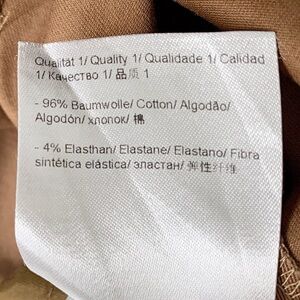 Qualität 1/ Quality 1/ Qualidade 1/ Calidad
1/ Качество 1/ 品质 1
- 96% Baumwolle/ Cotton/ Algodão/
Algodón/ хлопок/ 棉
- 4% Elasthan/ Elastane/ Elastano/ Fibra
sintética elástica/ эластан/ 弹性纤维